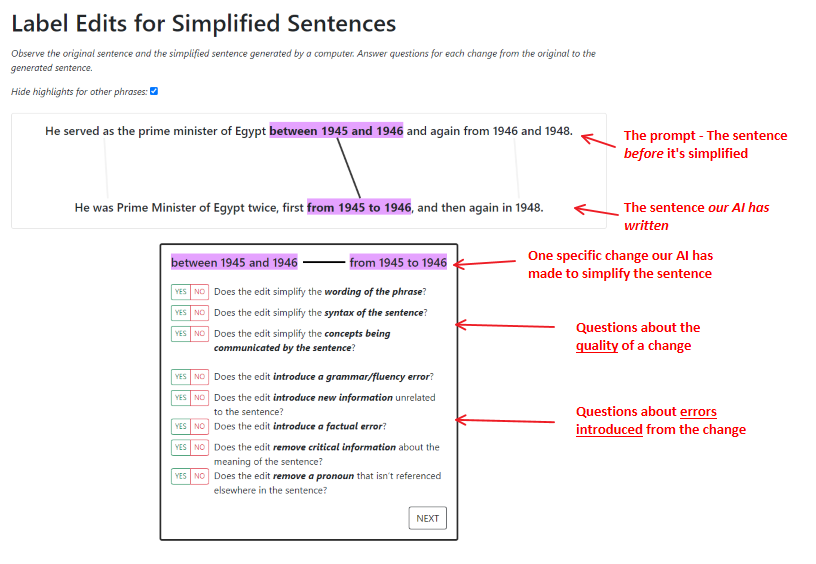 Label Edits for Simplified Sentences
Observe the original sentence and the simplified sentence generated by a computer. Answer questions for each change from the original to the
generated sentence.
Hide highlights for other phrases:
He served as the prime minister of Egypt between 1945 and 1946 and again from 1946 and 1948.
The prompt - The sentence
before it's simplified
He was Prime Minister of Egypt twice, first from 1945 to 1946, and then again in 1948.
The sentence our AI has
written
between 1945 and 1946 from 1945 to 1946
One specific change our AI has
made to simplify the sentence
YES NO Does the edit simplify the wording of the phrase?
YES NO Does the edit simplify the syntax of the sentence?
YES NO Does the edit simplify the concepts being
communicated by the sentence?
Questions about the
quality of a change
YES NO Does the edit introduce a grammar/fluency error?
YES NO Does the edit introduce new information unrelated
to the sentence?
YES NO Does the edit introduce a factual error?
YES NO Does the edit remove critical information about the
meaning of the sentence?
YES NO Does the edit remove a pronoun that isn't referenced
elsewhere in the sentence?
Questions about errors
introduced from the change
NEXT